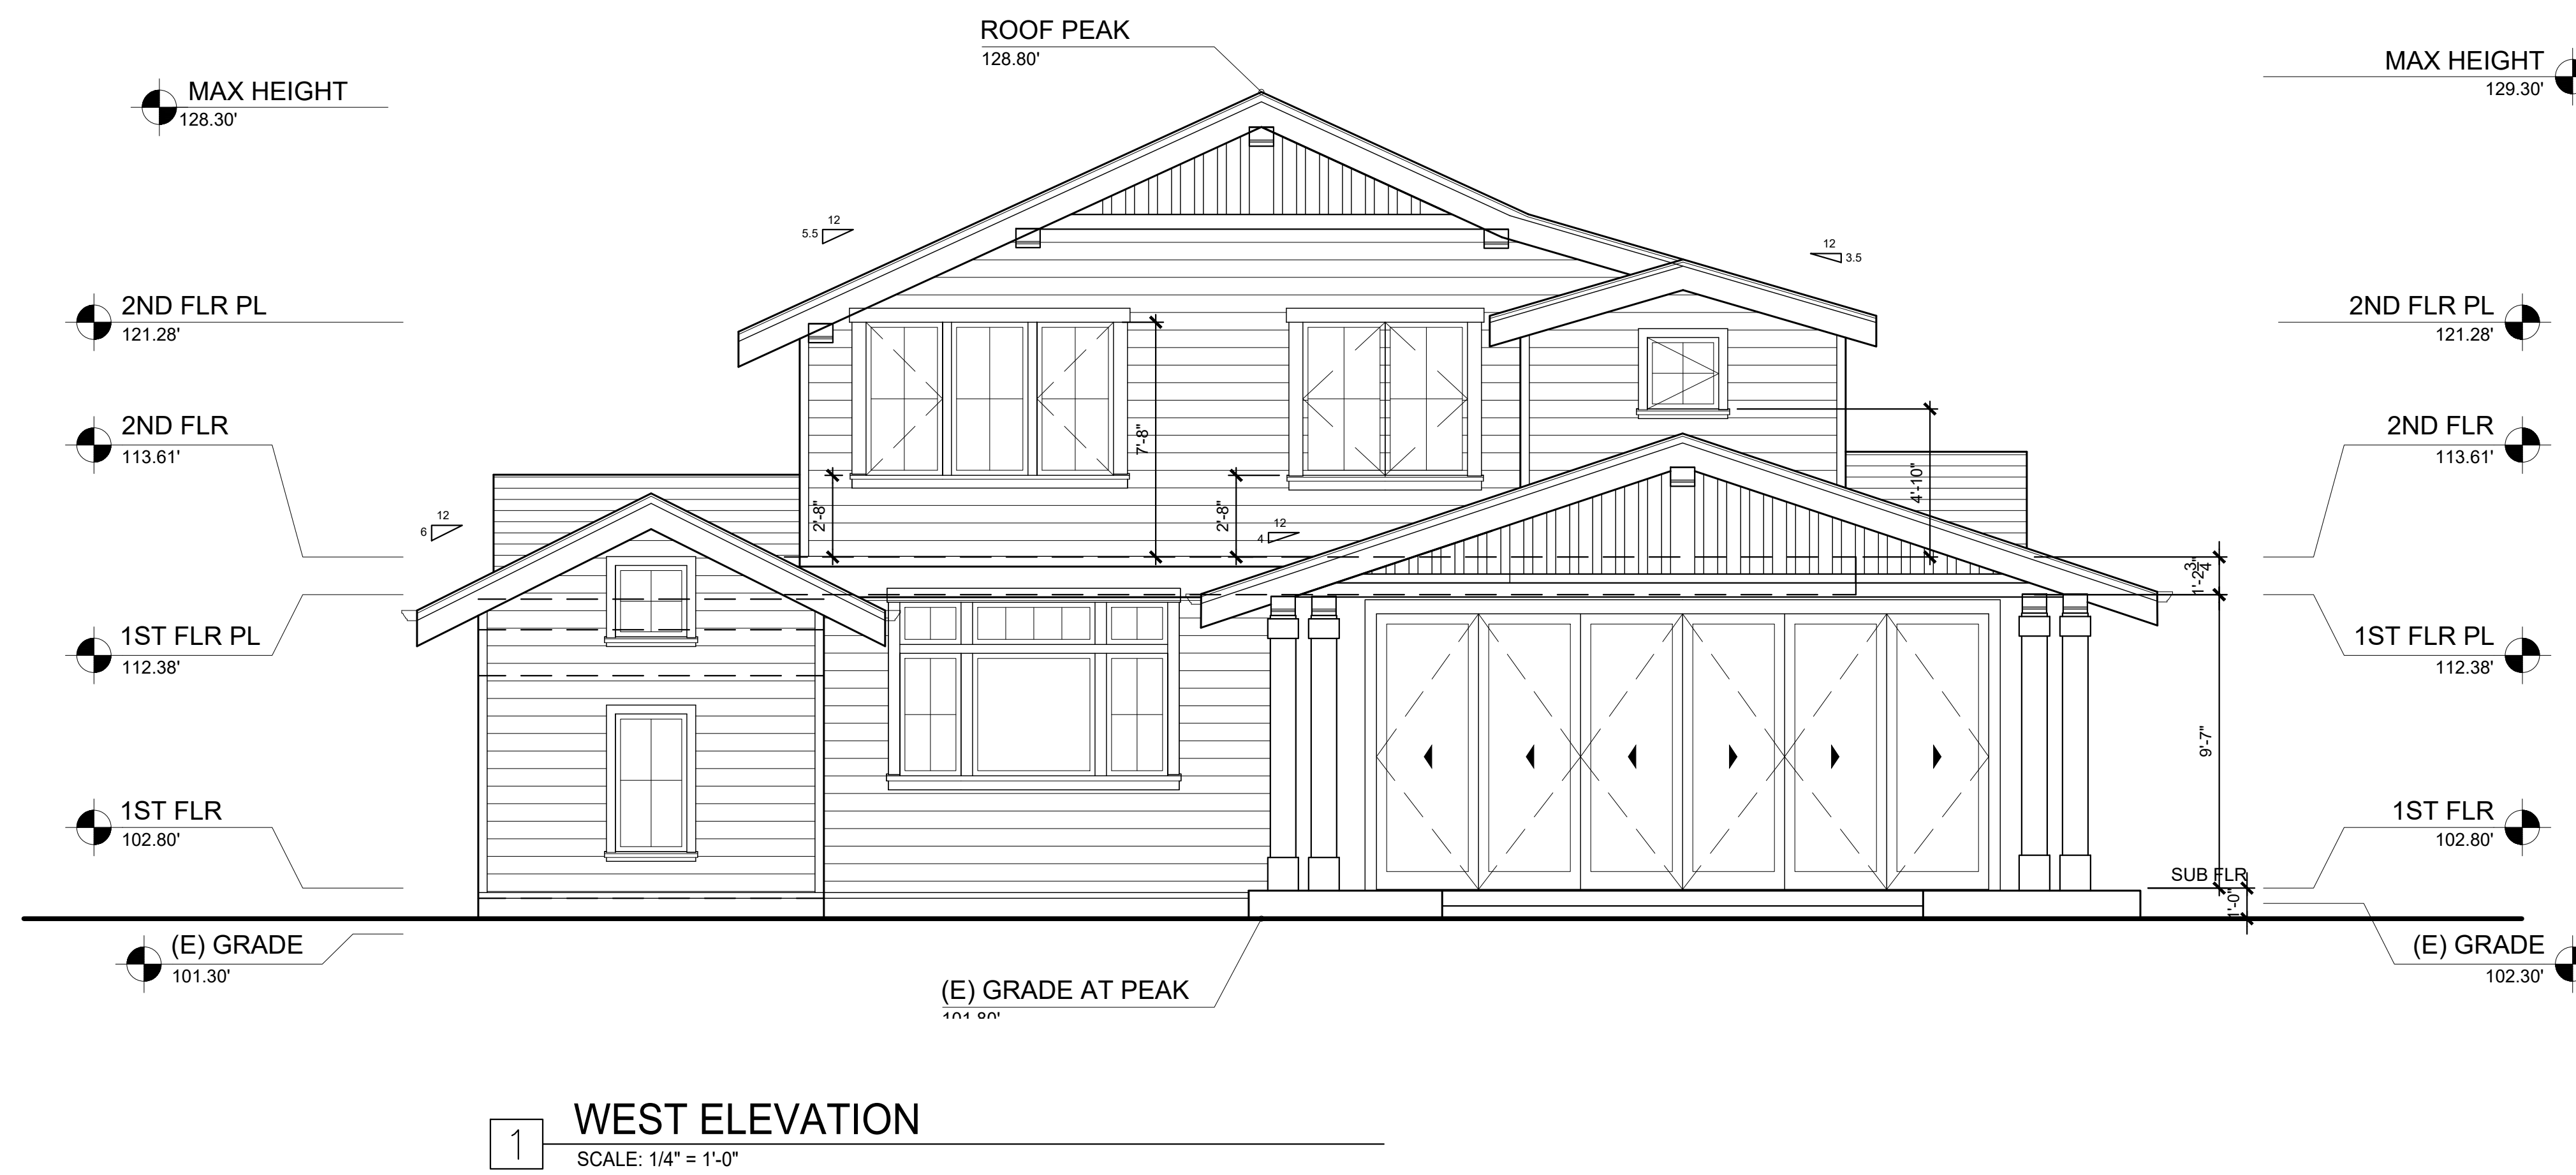 ROOF PEAK
128.80'
MAX HEIGHT
128.30'
MAX HEIGHT
129.30'
12
5.5
12
3.5
2ND FLR PL
121.28'
2ND FLR PL
121.28'
2ND FLR
113.61'
2ND FLR
113.61'
7'-8"
4'-10"
2'-8"
2'-8"
12
6
12
4
1'-2 3/4"
1ST FLR PL
112.38'
1ST FLR PL
112.38'
9'-7"
1ST FLR
102.80'
1ST FLR
102.80'
SUB FLR
1'-0"
(E) GRADE
101.30'
(E) GRADE
102.30'
(E) GRADE AT PEAK
101.80'
1
WEST ELEVATION
SCALE: 1/4" = 1'-0"